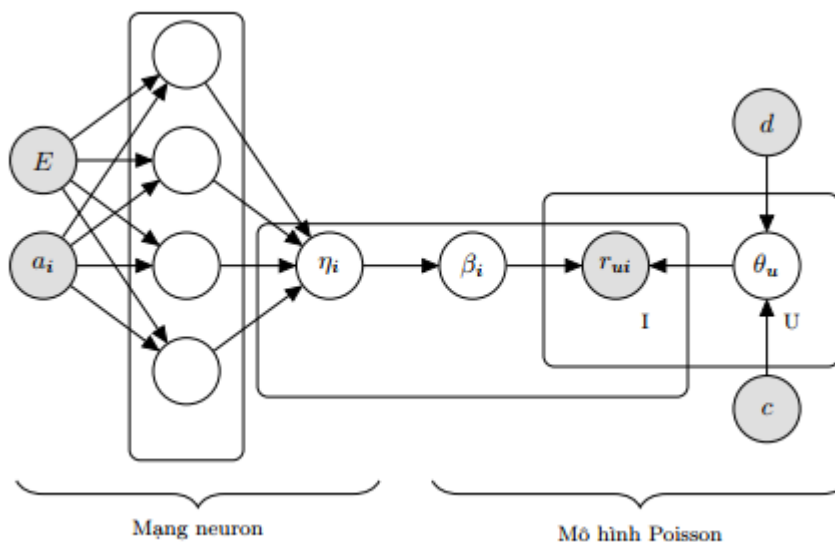 d
E
a_i
η_i
β_i
r_ui
θ_u
I
U
c
Mạng neuron
Mô hình Poisson